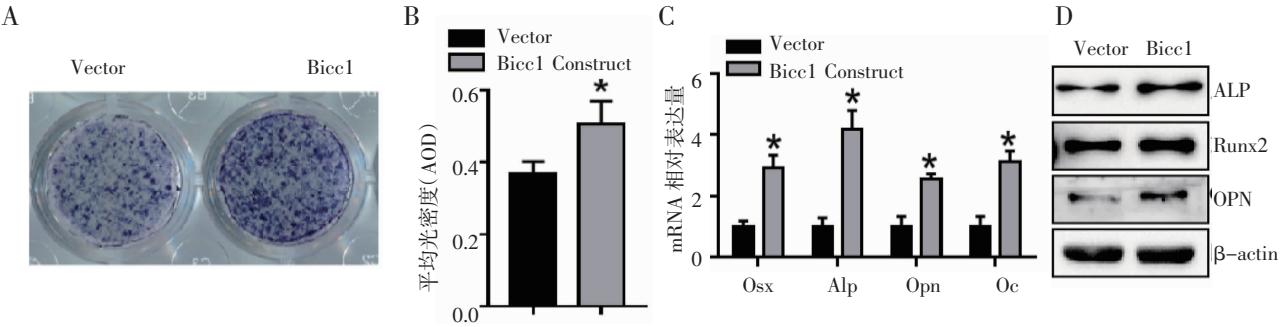 A
Vector
Bicc1
B
Vector
Bicc1 Construct
*
平均光密度(AOD)
0.6
0.4
0.2
0.0
C
Vector
Bicc1 Construct
mRNA 相对表达量
6
4
2
0
*
*
*
*
Osx
Alp
Opn
Oc
D
Vector
Bicc1
ALP
Runx2
OPN
β-actin